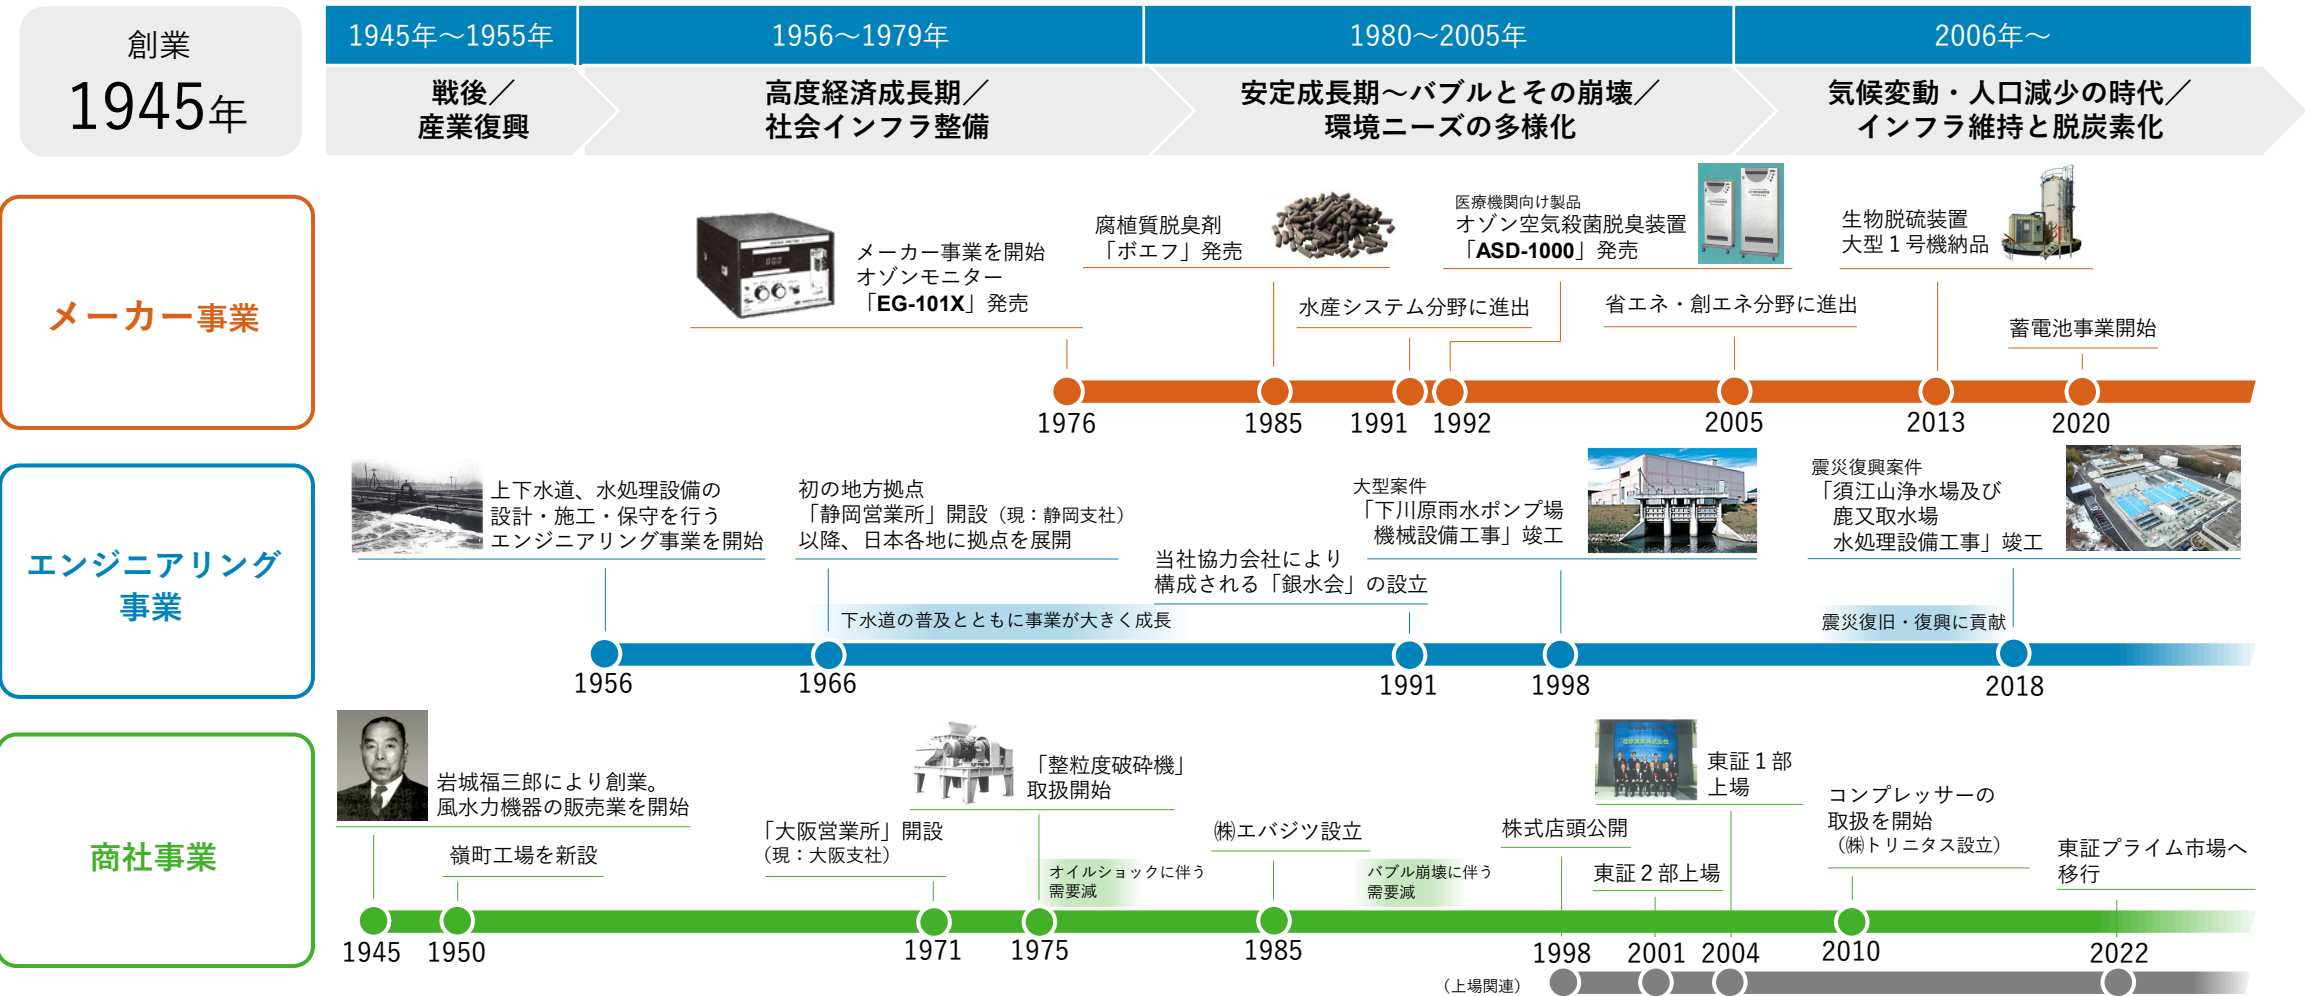 創業
1945年
1945年～1955年
1956～1979年
1980～2005年
2006年～
戦後／
産業復興
高度経済成長期／
社会インフラ整備
安定成長期～バブルとその崩壊／
環境ニーズの多様化
気候変動・人口減少の時代／
インフラ維持と脱炭素化
メーカー事業
メーカー事業を開始
オゾンモニター
「EG-101X」発売
腐植質脱臭剤
「ボエフ」発売
水産システム分野に進出
医療機関向け製品
オゾン空気殺菌脱臭装置
「ASD-1000」発売
省エネ・創エネ分野に進出
生物脱硫装置
大型１号機納品
蓄電池事業開始
1976
1985
1991
1992
2005
2013
2020
エンジニアリング
事業
上下水道、水処理設備の
設計・施工・保守を行う
エンジニアリング事業を開始
初の地方拠点
「静岡営業所」開設（現：静岡支社）
以降、日本各地に拠点を展開
下水道の普及とともに事業が大きく成長
当社協力会社により
構成される「銀水会」の設立
大型案件
「下川原雨水ポンプ場
機械設備工事」竣工
震災復興案件
「須江山浄水場及び
鹿又取水場
水処理設備工事」竣工
震災復旧・復興に貢献
1956
1966
1991
1998
2018
商社事業
岩城福三郎により創業。
風水力機器の販売業を開始
嶺町工場を新設
「大阪営業所」開設
（現：大阪支社）
「整粒度破砕機」
取扱開始
オイルショックに伴う
需要減
㈱エバジツ設立
バブル崩壊に伴う
需要減
株式店頭公開
東証２部上場
東証１部
上場
コンプレッサーの
取扱を開始
（㈱トリニタス設立）
東証プライム市場へ
移行
1945
1950
1971
1975
1985
1998
2001
2004
2010
2022
（上場関連）